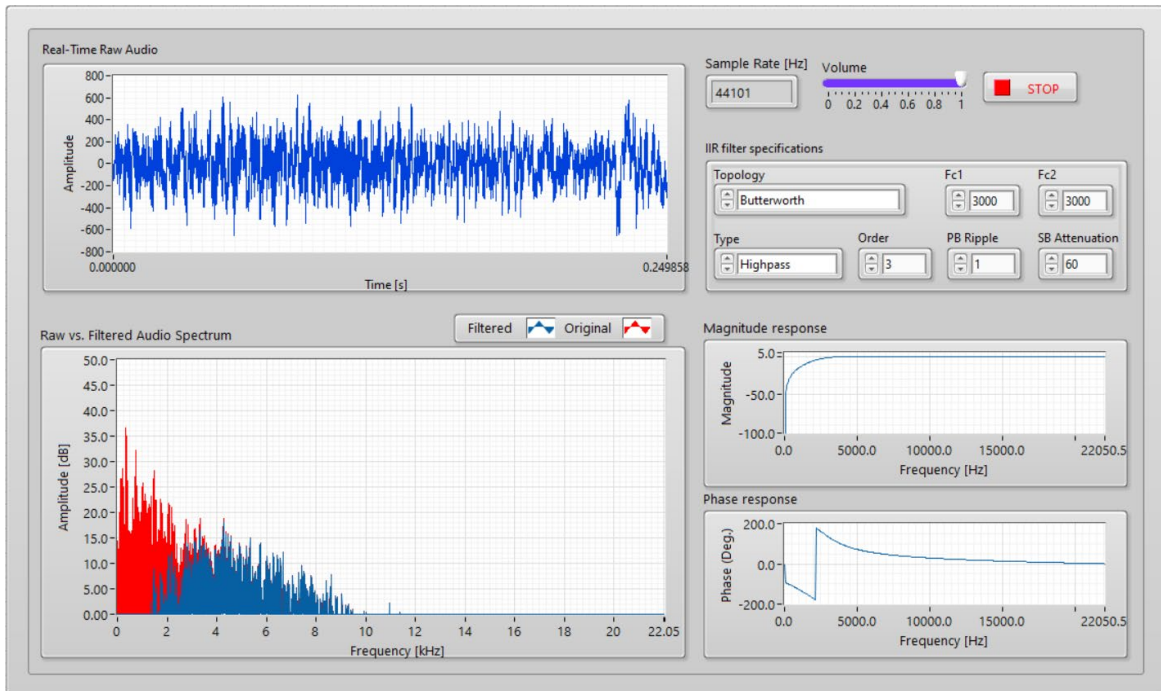 Real-Time Raw Audio
800
600
400
200
0
-200
-400
-600
-800
Amplitude
0.000000
0.249858
Time [s]
Sample Rate [Hz]
44101
Volume
0 0.2 0.4 0.6 0.8 1
STOP
IIR filter specifications
Topology
Butterworth
Fc1
3000
Fc2
3000
Type
Highpass
Order
3
PB Ripple
1
SB Attenuation
60
Raw vs. Filtered Audio Spectrum
Filtered Original
50.0
45.0
40.0
35.0
30.0
25.0
20.0
15.0
10.0
5.00
0.00
Amplitude [dB]
0 2 4 6 8 10 12 14 16 18 20 22.05
Frequency [kHz]
Magnitude response
5.0
-50.0
-100.0
Magnitude
0.0 5000.0 10000.0 15000.0 22050.5
Frequency [Hz]
Phase response
200.0
0.0
-200.0
Phase (Deg.)
0.0 5000.0 10000.0 15000.0 22050.5
Frequency [Hz]